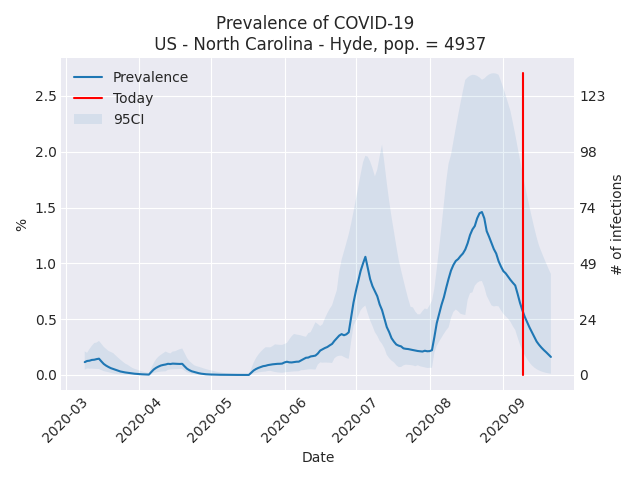 Prevalence of COVID-19
US - North Carolina - Hyde, pop. = 4937
Prevalence
Today
95CI
2.5
2.0
1.5
1.0
0.5
0.0
%
123
98
74
49
24
0
# of infections
2020-03
2020-04
2020-05
2020-06
2020-07
2020-08
2020-09
Date